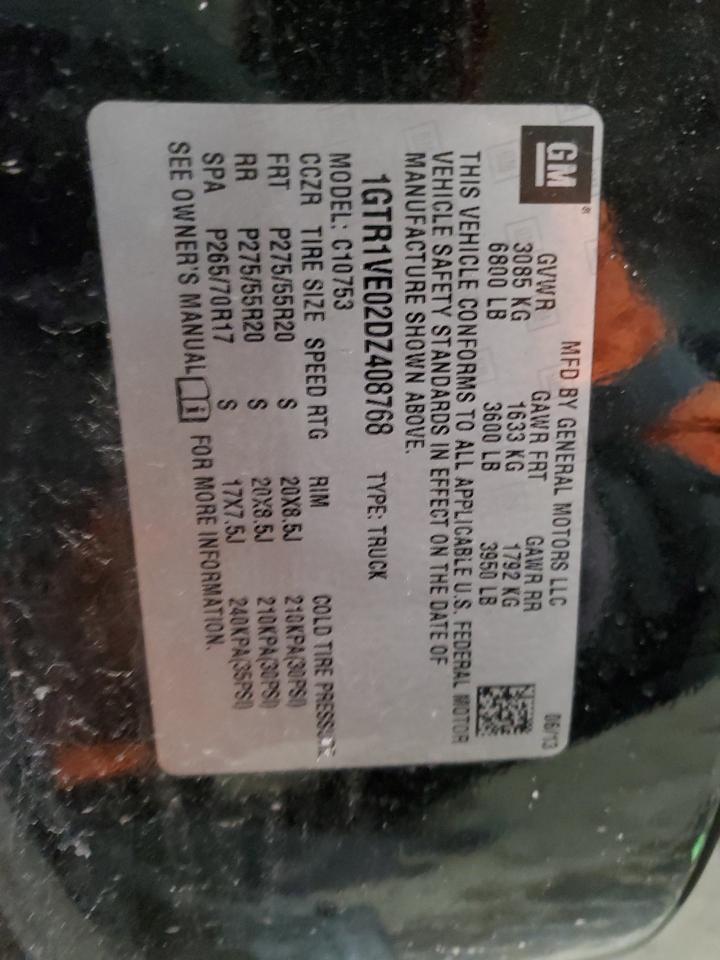 GM®
MFD BY GENERAL MOTORS LLC 06/13
GVWR GAWR FRT GAWR RR
3085 KG 1633 KG 1792 KG
6800 LB 3600 LB 3950 LB
THIS VEHICLE CONFORMS TO ALL APPLICABLE U.S. FEDERAL MOTOR
VEHICLE SAFETY STANDARDS IN EFFECT ON THE DATE OF
MANUFACTURE SHOWN ABOVE.
1GTR1VE02DZ408768 TYPE: TRUCK
MODEL: C10753
CCZR TIRE SIZE SPEED RTG RIM COLD TIRE PRESSURE
FRT P275/55R20 S 20X8.5J 210KPA(30PSI)
RR P275/55R20 S 20X8.5J 210KPA(30PSI)
SPA P265/70R17 S 17X7.5J 240KPA(35PSI)
SEE OWNER'S MANUAL FOR MORE INFORMATION.